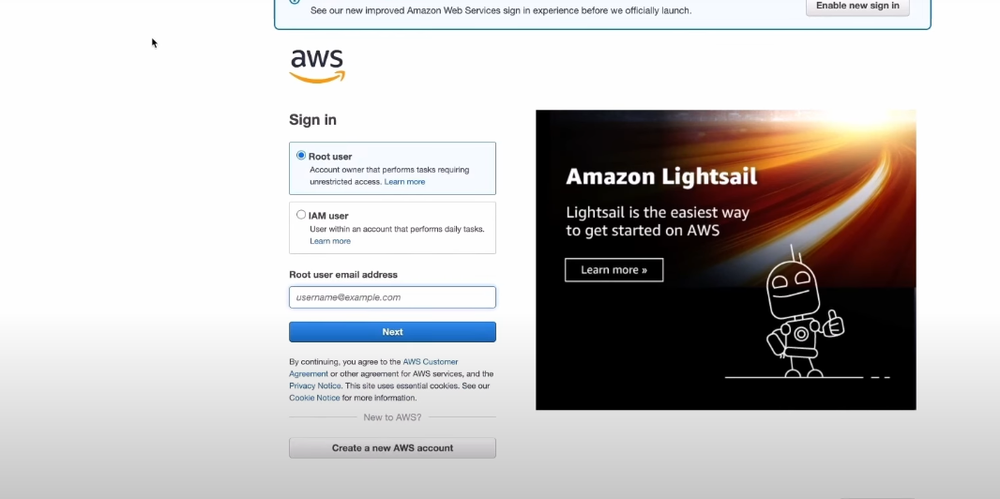 See our new improved Amazon Web Services sign in experience before we officially launch.
Enable new sign in
aws
Sign in
Root user
Account owner that performs tasks requiring
unrestricted access. Learn more
IAM user
User within an account that performs daily tasks.
Learn more
Root user email address
username@example.com
Next
By continuing, you agree to the AWS Customer
Agreement or other agreement for AWS services, and the
Privacy Notice. This site uses essential cookies. See our
Cookie Notice for more information.
New to AWS?
Create a new AWS account
Amazon Lightsail
Lightsail is the easiest way
to get started on AWS
Learn more »